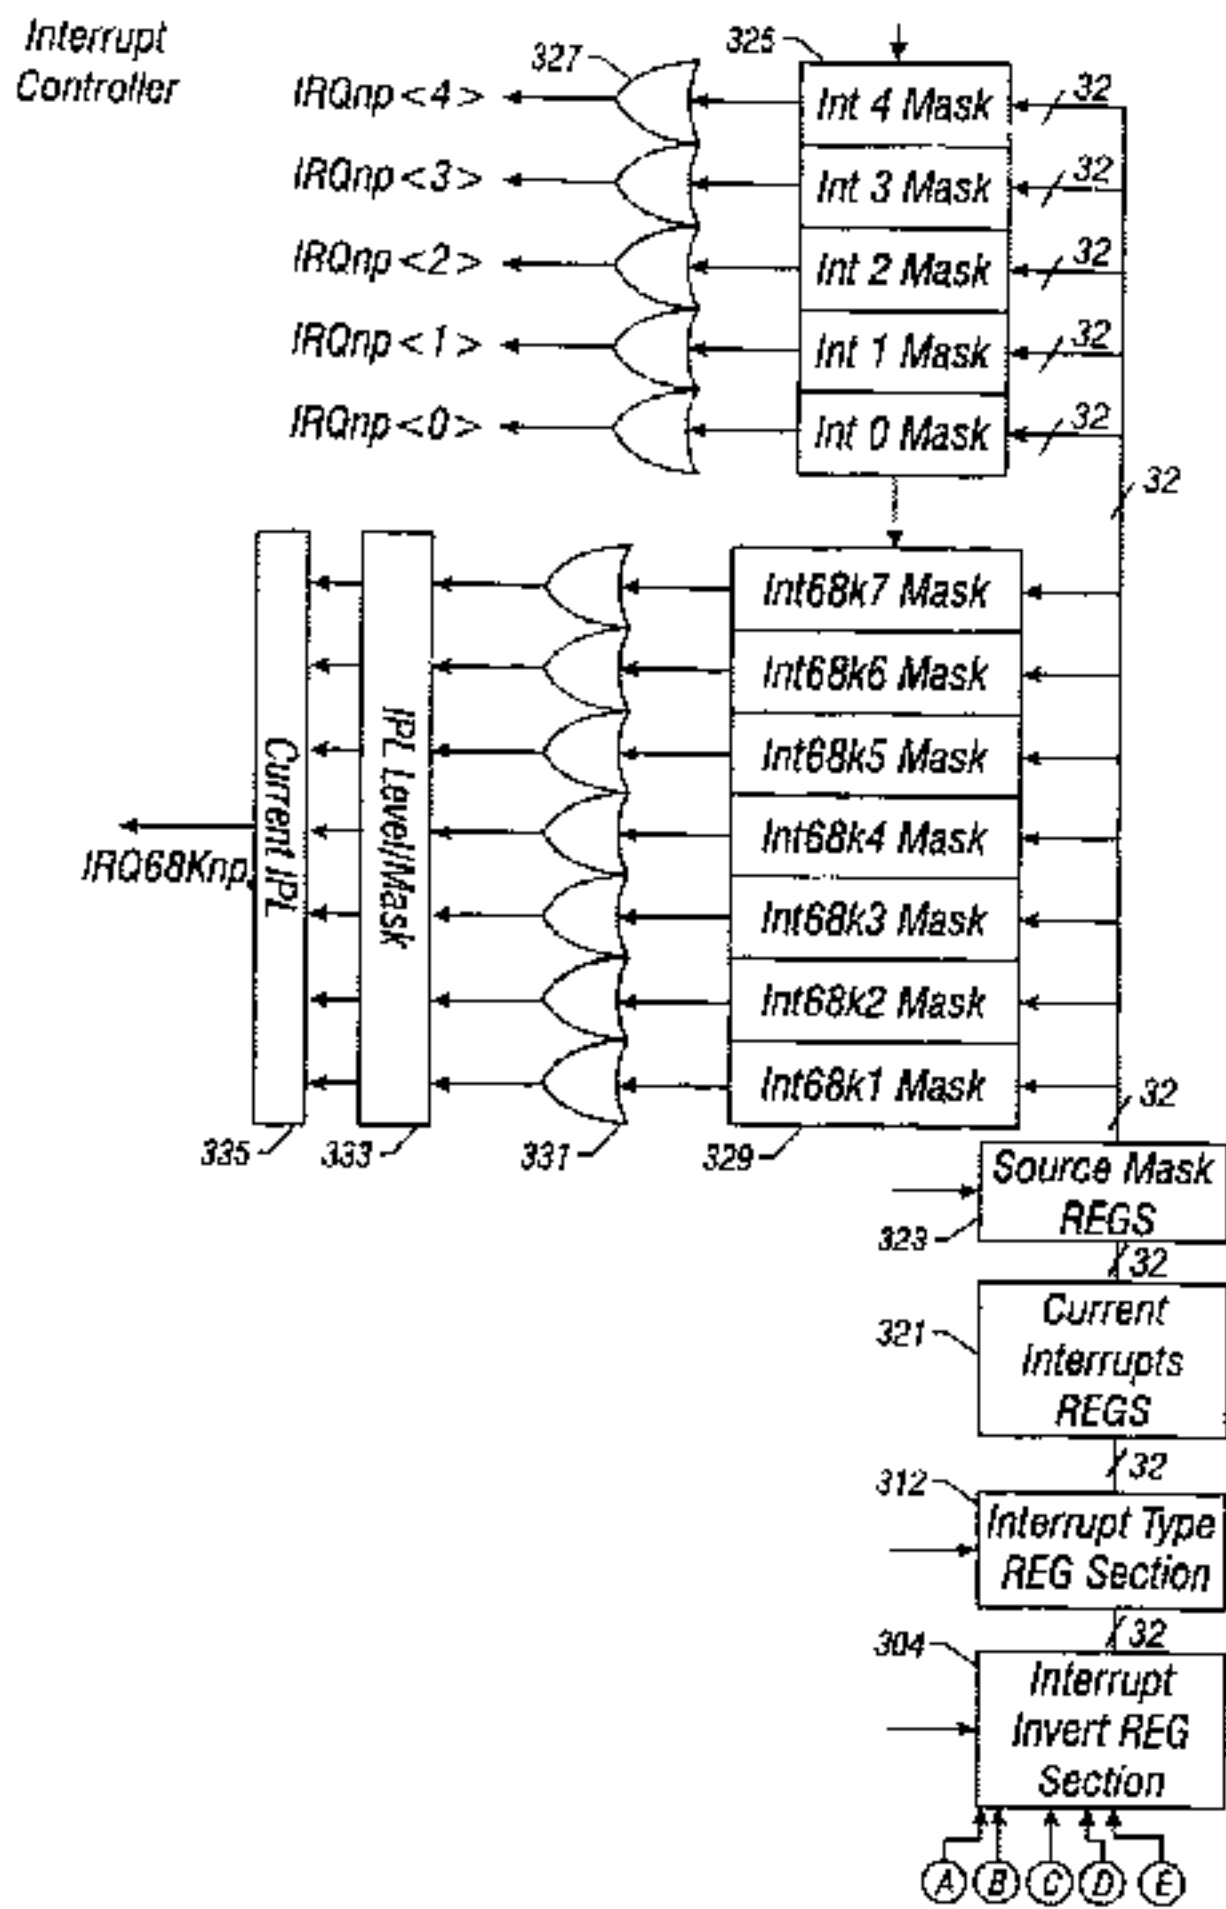 Interrupt
Controller
327
325
IRQnp<4>
Int 4 Mask
32
IRQnp<3>
Int 3 Mask
32
IRQnp<2>
Int 2 Mask
32
IRQnp<1>
Int 1 Mask
32
IRQnp<0>
Int 0 Mask
32
32
Int68k7 Mask
Int68k6 Mask
Int68k5 Mask
Int68k4 Mask
Int68k3 Mask
Int68k2 Mask
Int68k1 Mask
IPL Level/Mask
Current IPL
IRQ68Knp
32
335
333
331
329
Source Mask
REGS
323
32
Current
Interrupts
REGS
321
32
312
Interrupt Type
REG Section
32
304
Interrupt
Invert REG
Section
A B C D E